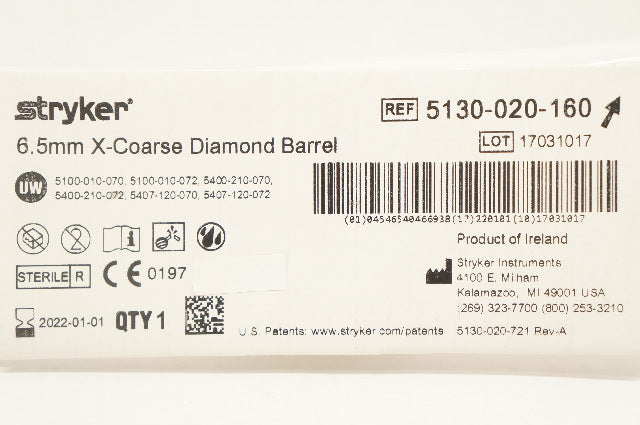 stryker®
REF 5130-020-160
6.5mm X-Coarse Diamond Barrel
LOT 17031017
UW 5100-010-070, 5100-010-072, 5400-210-070,
5400-210-072, 5407-120-070, 5407-120-072
(01)04546540466938(17)220101(10)17031017
Product of Ireland
STERILE R CE 0197
Stryker Instruments
4100 E. Milham
Kalamazoo, MI 49001 USA
(269) 323-7700 (800) 253-3210
2022-01-01 QTY 1
U.S. Patents: www.stryker.com/patents
5130-020-721 Rev-A